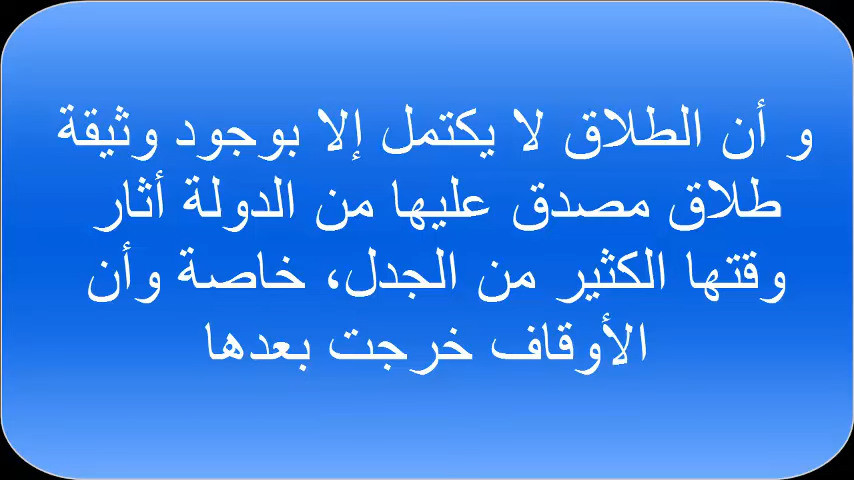 و أن الطلاق لا يكتمل إلا بوجود وثيقة
طلاق مصدق عليها من الدولة أثار
وقتها الكثير من الجدل، خاصة وأن
الأوقاف خرجت بعدها